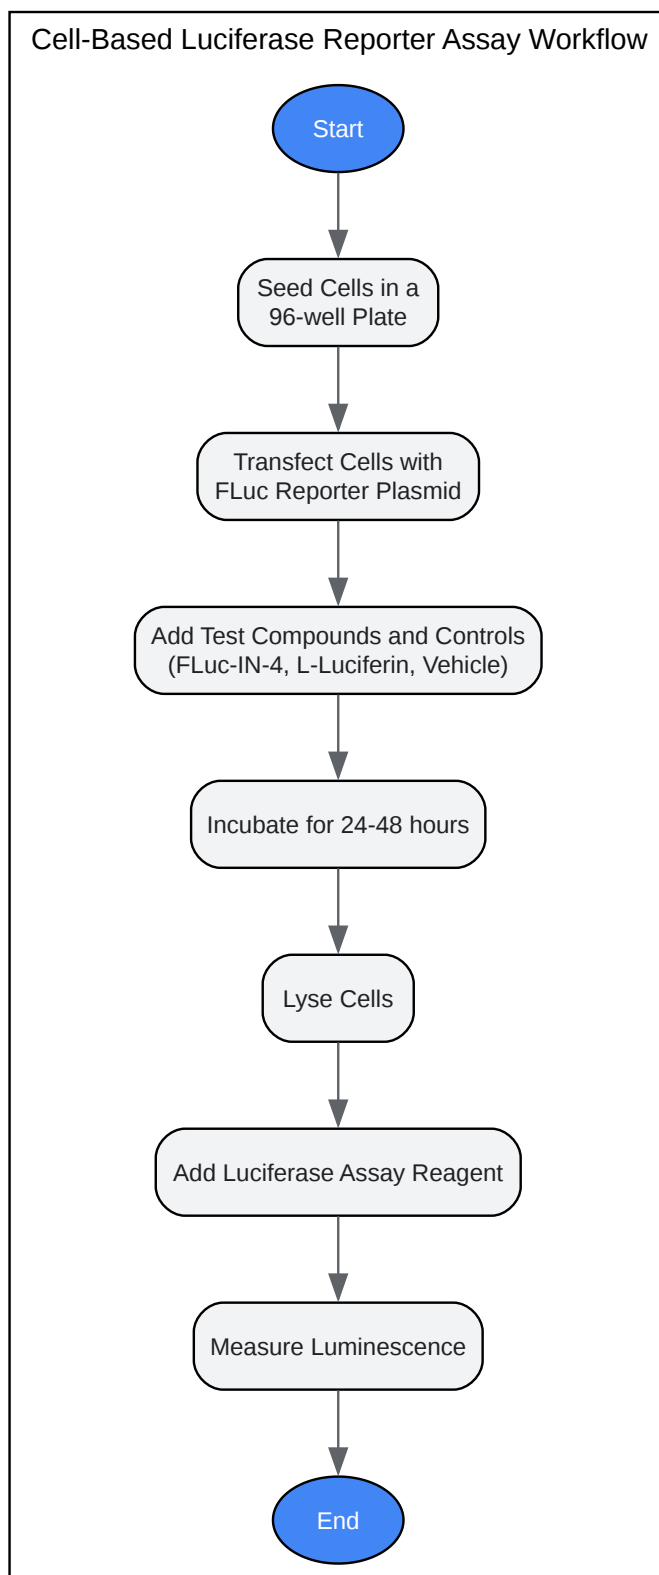 Cell-Based Luciferase Reporter Assay Workflow
Start
Seed Cells in a
96-well Plate
Transfect Cells with
FLuc Reporter Plasmid
Add Test Compounds and Controls
(FLuc-IN-4, L-Luciferin, Vehicle)
Incubate for 24-48 hours
Lyse Cells
Add Luciferase Assay Reagent
Measure Luminescence
End